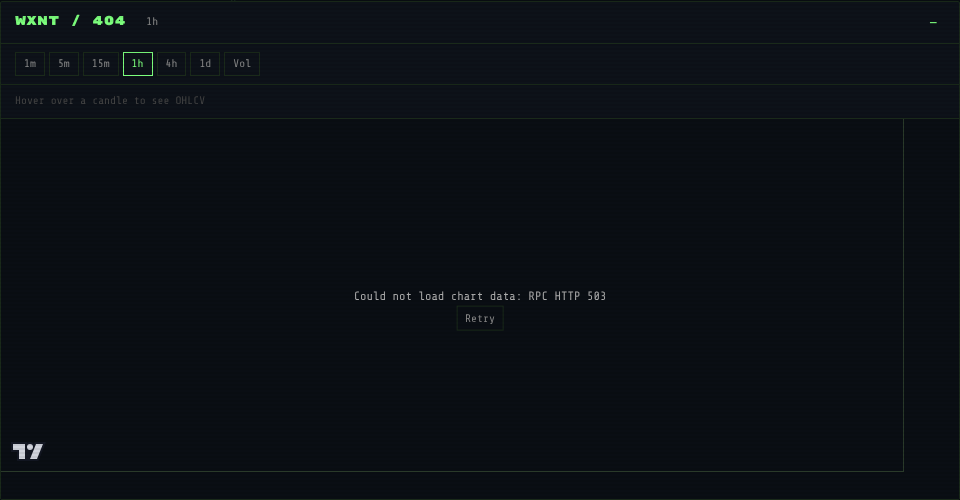 WXNT / 404 1h –
1m 5m 15m 1h 4h 1d Vol
Hover over a candle to see OHLCV
Could not load chart data: RPC HTTP 503
Retry